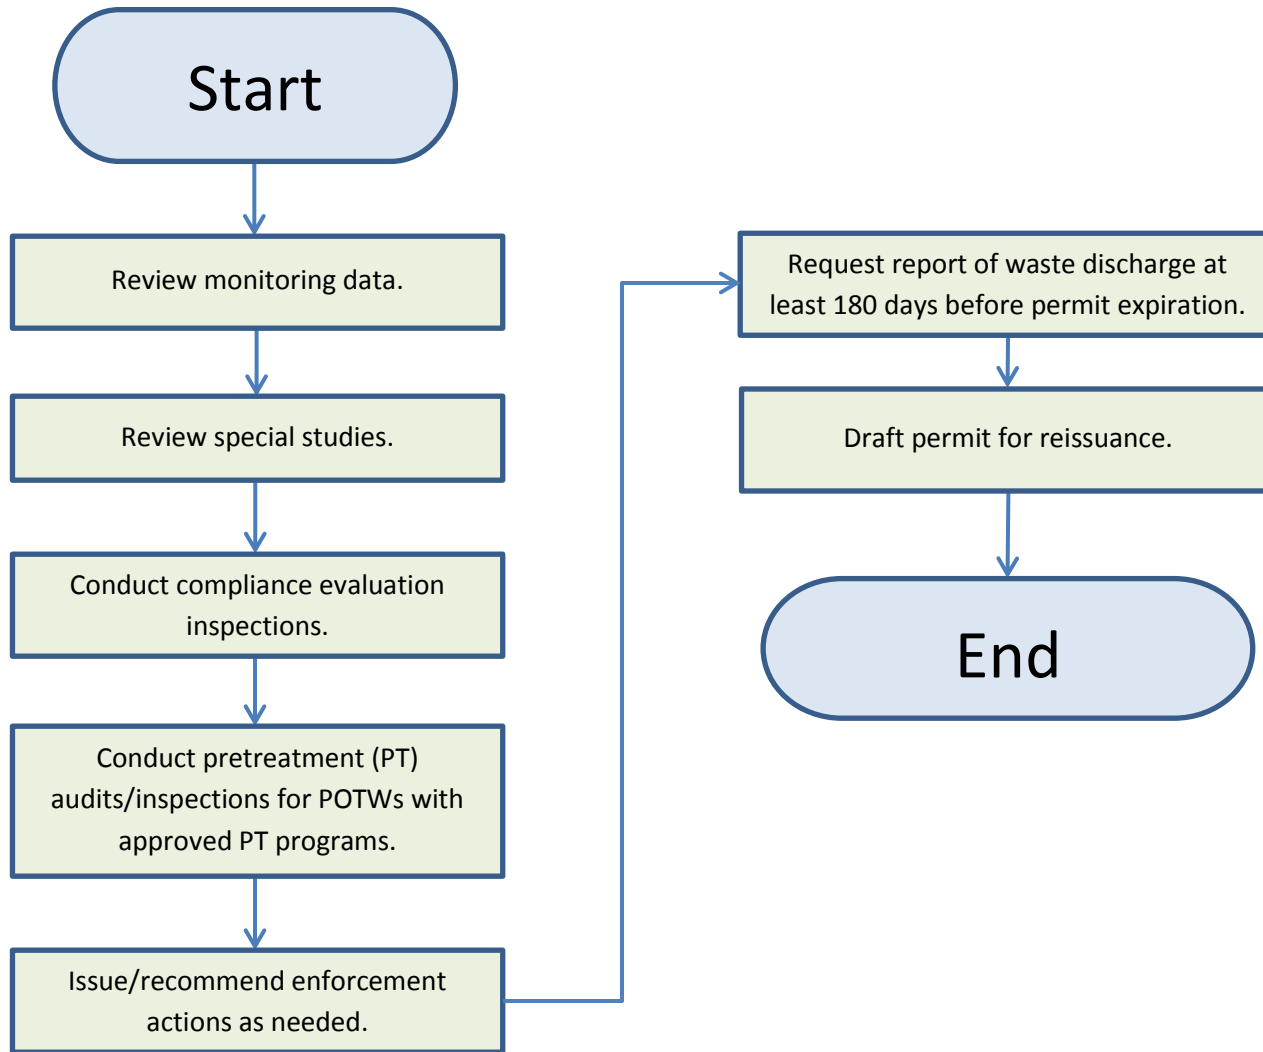 Start
Review monitoring data.
Review special studies.
Conduct compliance evaluation
inspections.
Conduct pretreatment (PT)
audits/inspections for POTWs with
approved PT programs.
Issue/recommend enforcement
actions as needed.
Request report of waste discharge at
least 180 days before permit expiration.
Draft permit for reissuance.
End